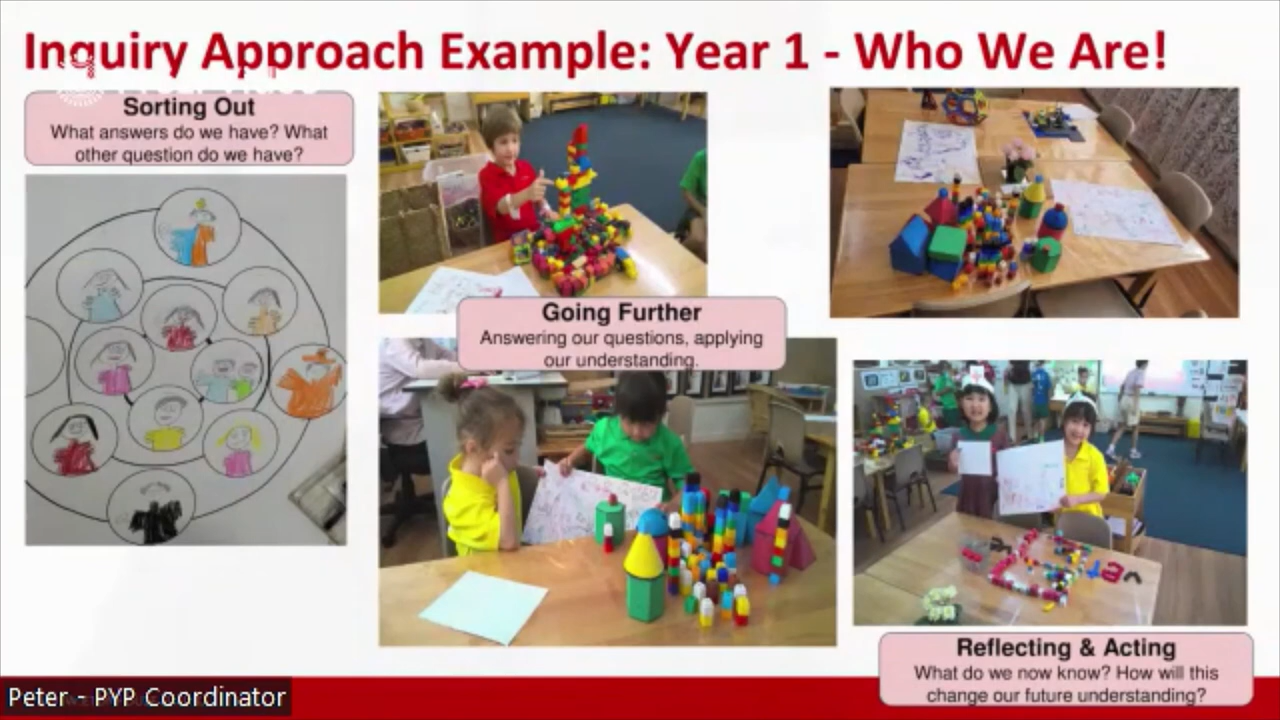 Inquiry Approach Example: Year 1 - Who We Are!
Sorting Out
What answers do we have? What
other question do we have?
Going Further
Answering our questions, applying
our understanding.
Reflecting & Acting
What do we now know? How will this
change our future understanding?
Peter - PYP Coordinator